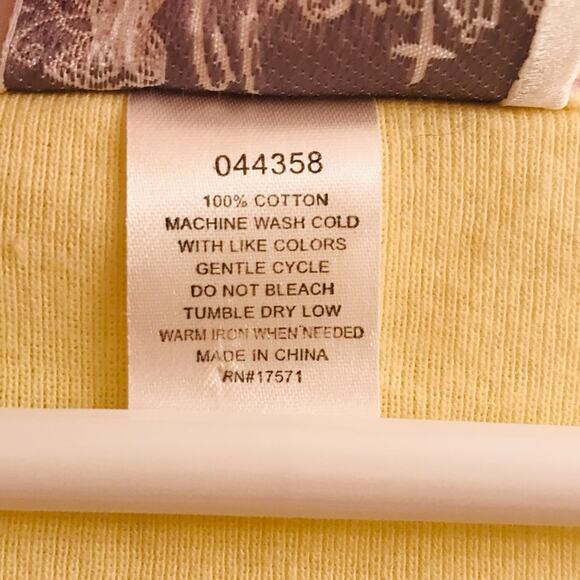 044358
100% COTTON
MACHINE WASH COLD
WITH LIKE COLORS
GENTLE CYCLE
DO NOT BLEACH
TUMBLE DRY LOW
WARM IRON WHEN NEEDED
MADE IN CHINA
RN#17571